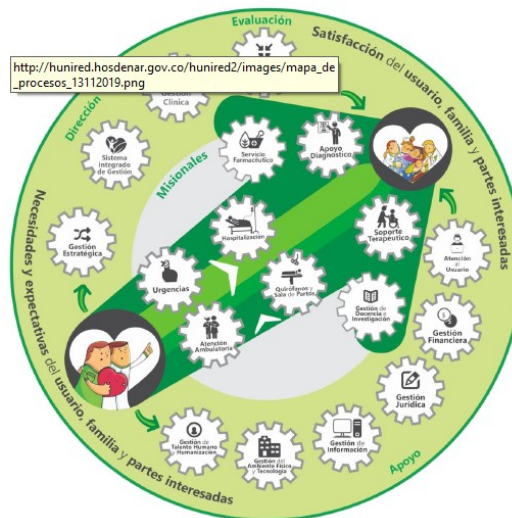 Evaluación
Satisfacción del usuario, familia y partes interesadas
http://hunired.hosdenar.gov.co/hunired2/images/mapa_de
_procesos_13112019.png
Clínica
Dirección
Sistema
Integrado
de Gestión
Misionales
Servicio
Farmacéutico
Apoyo
Diagnóstico
Necesidades y expectativas del usuario, familia y partes interesadas
Gestión
Estratégica
Hospitalización
Soporte
Terapéutico
Atención
al
Usuario
Urgencias
Quirófanos y
Sala de Partos
Gestión de
Docencia e
Investigación
Atención
Ambulatoria
Gestión
Financiera
Gestión
Jurídica
Gestión de
Talento Humano
y Humanización
Gestión del
Ambiente Físico
y Tecnología
Gestión de
Información
Apoyo